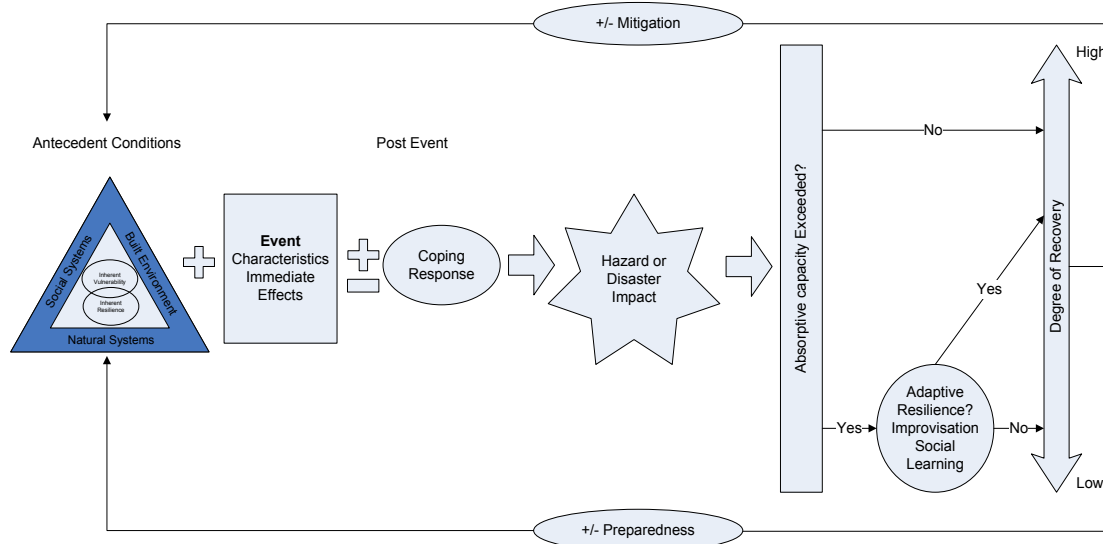 +/- Mitigation
High
No
Antecedent Conditions
Post Event
Social Systems
Built Environment
Natural Systems
Inherent
Vulnerability
Inherent
Resilience
Event
Characteristics
Immediate
Effects
Coping
Response
Hazard or
Disaster
Impact
Absorptive capacity Exceeded?
Degree of Recovery
Yes
Yes
Adaptive
Resilience?
Improvisation
Social
Learning
No
Low
+/- Preparedness